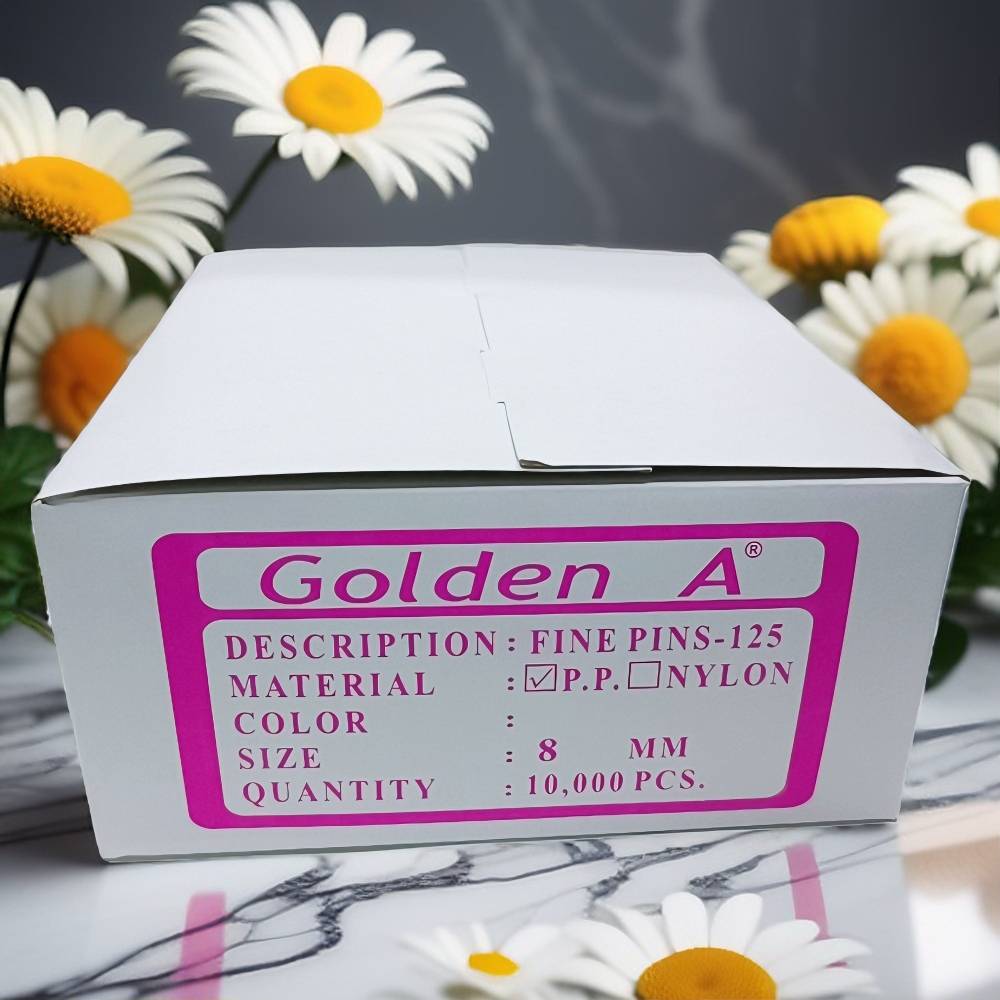 Golden A®
DESCRIPTION : FINE PINS-125
MATERIAL : ☑ P.P. ☐ NYLON
COLOR :
SIZE : 8 MM
QUANTITY : 10,000 PCS.